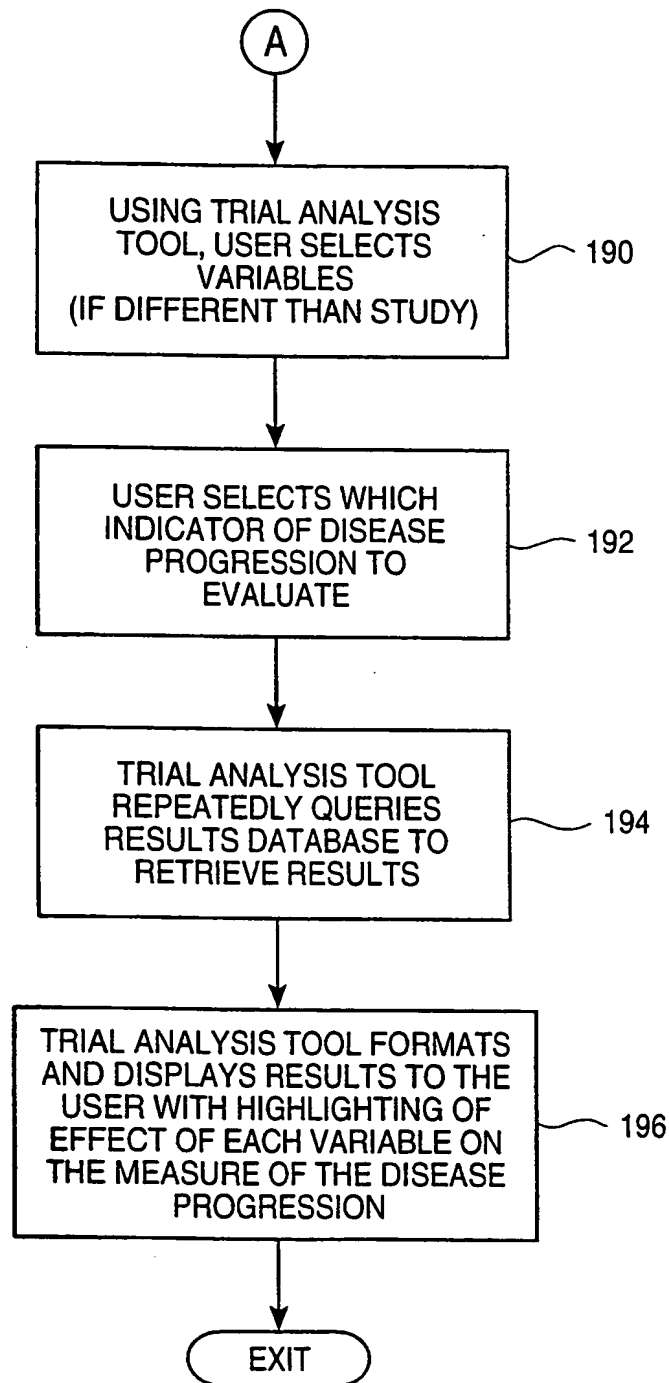 A
USING TRIAL ANALYSIS
TOOL, USER SELECTS
VARIABLES
(IF DIFFERENT THAN STUDY)
190
USER SELECTS WHICH
INDICATOR OF DISEASE
PROGRESSION TO
EVALUATE
192
TRIAL ANALYSIS TOOL
REPEATEDLY QUERIES
RESULTS DATABASE TO
RETRIEVE RESULTS
194
TRIAL ANALYSIS TOOL FORMATS
AND DISPLAYS RESULTS TO THE
USER WITH HIGHLIGHTING OF
EFFECT OF EACH VARIABLE ON
THE MEASURE OF THE DISEASE
PROGRESSION
196
EXIT